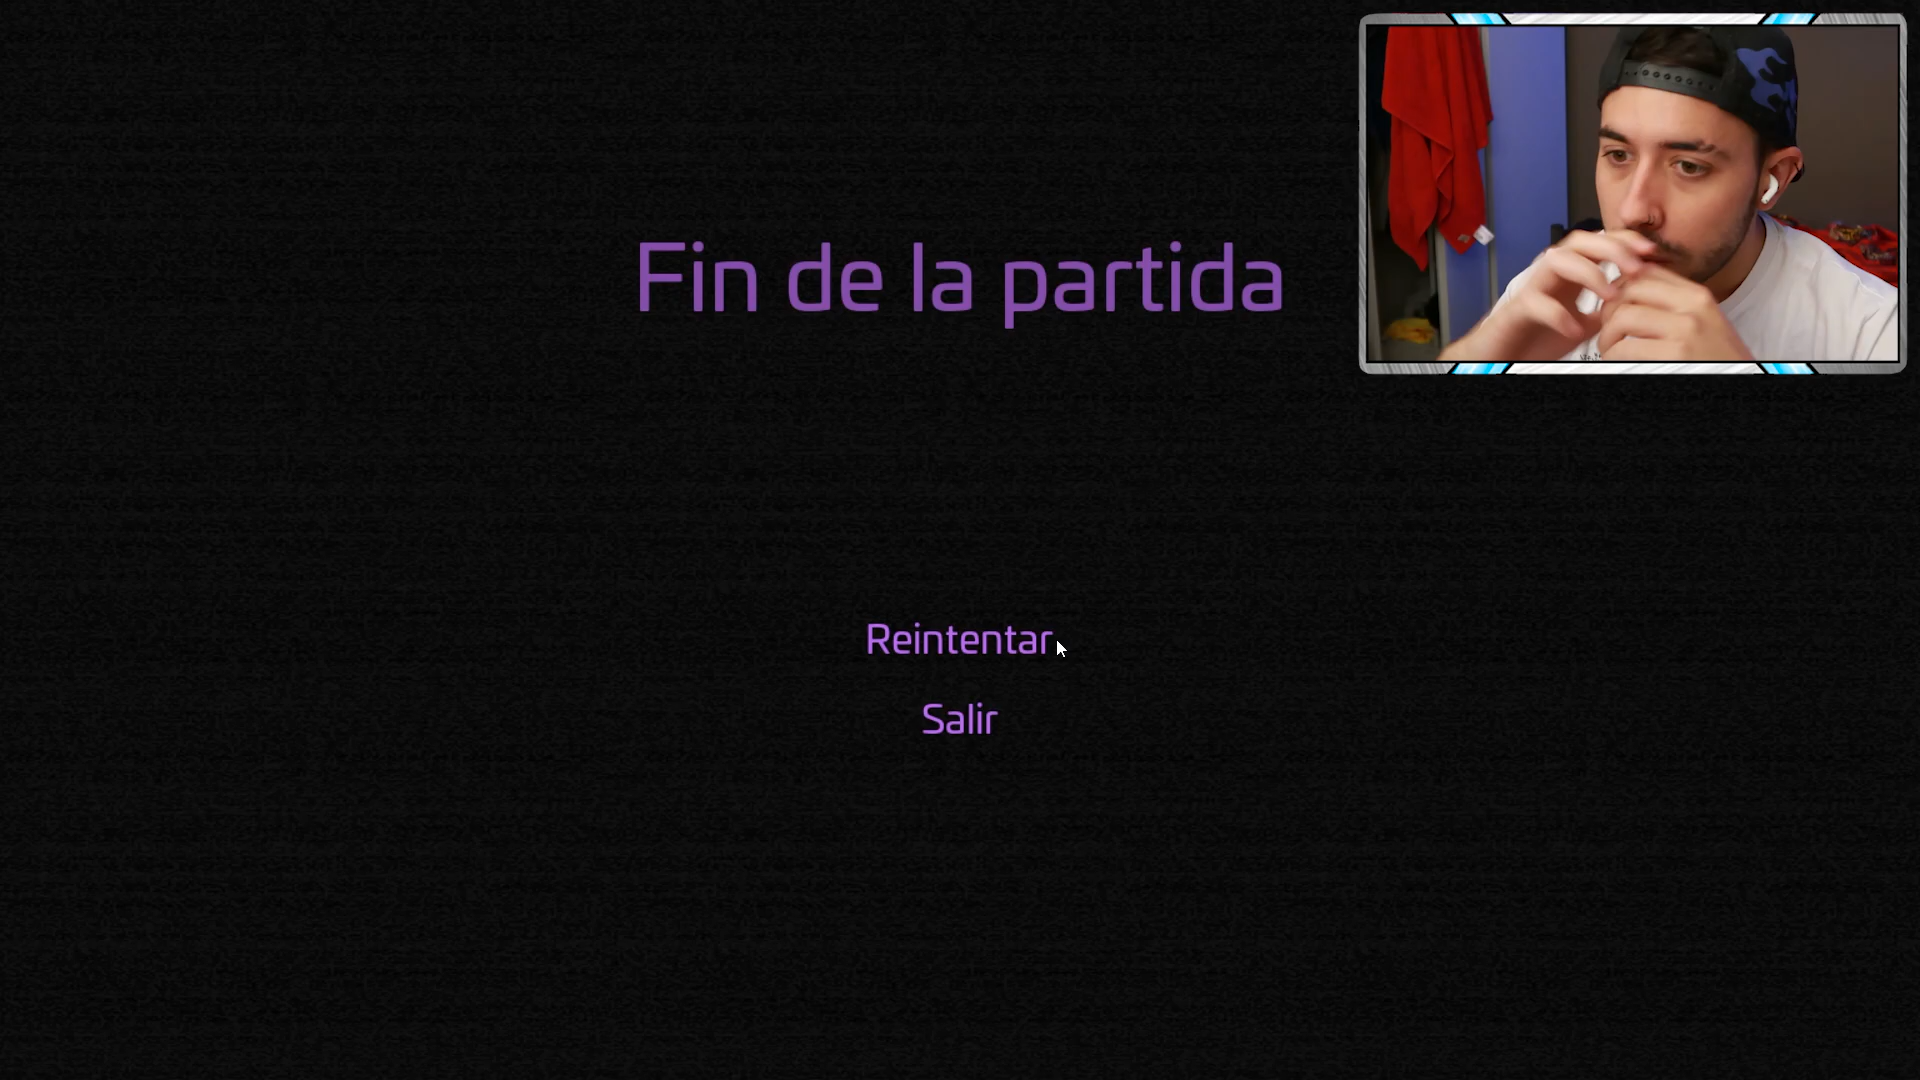 Fin de la partida
Reintentar
Salir